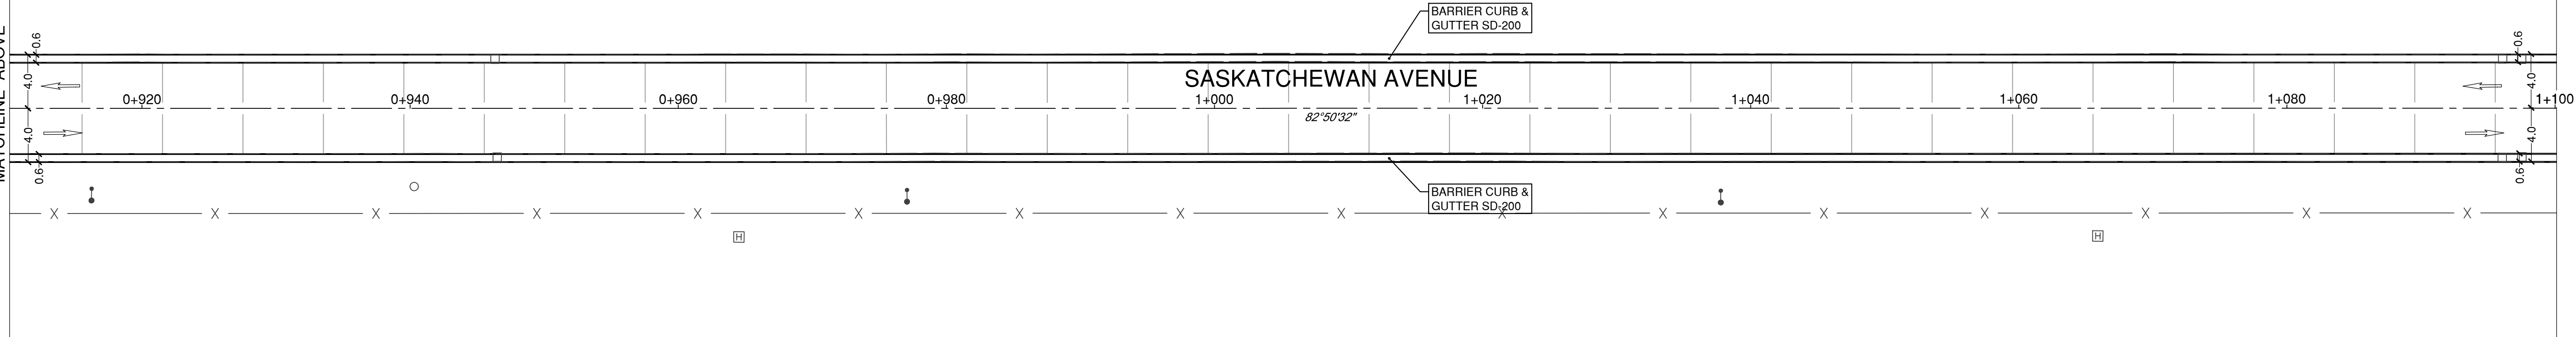 BARRIER CURB &
GUTTER SD-200
MATCHLINE ABOVE
0.6
0.6
4.0
4.0
SASKATCHEWAN AVENUE
0+920
0+940
0+960
0+980
1+000
1+020
1+040
1+060
1+080
1+100
82°50'32"
4.0
4.0
0.6
0.6
BARRIER CURB &
GUTTER SD-200
X X X X X X X X X X X X X X X X
H
H